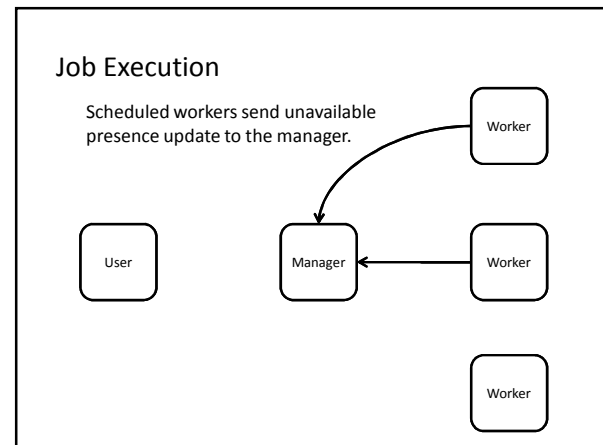 Job Execution
Scheduled workers send unavailable
presence update to the manager.
Worker
User
Manager
Worker
Worker